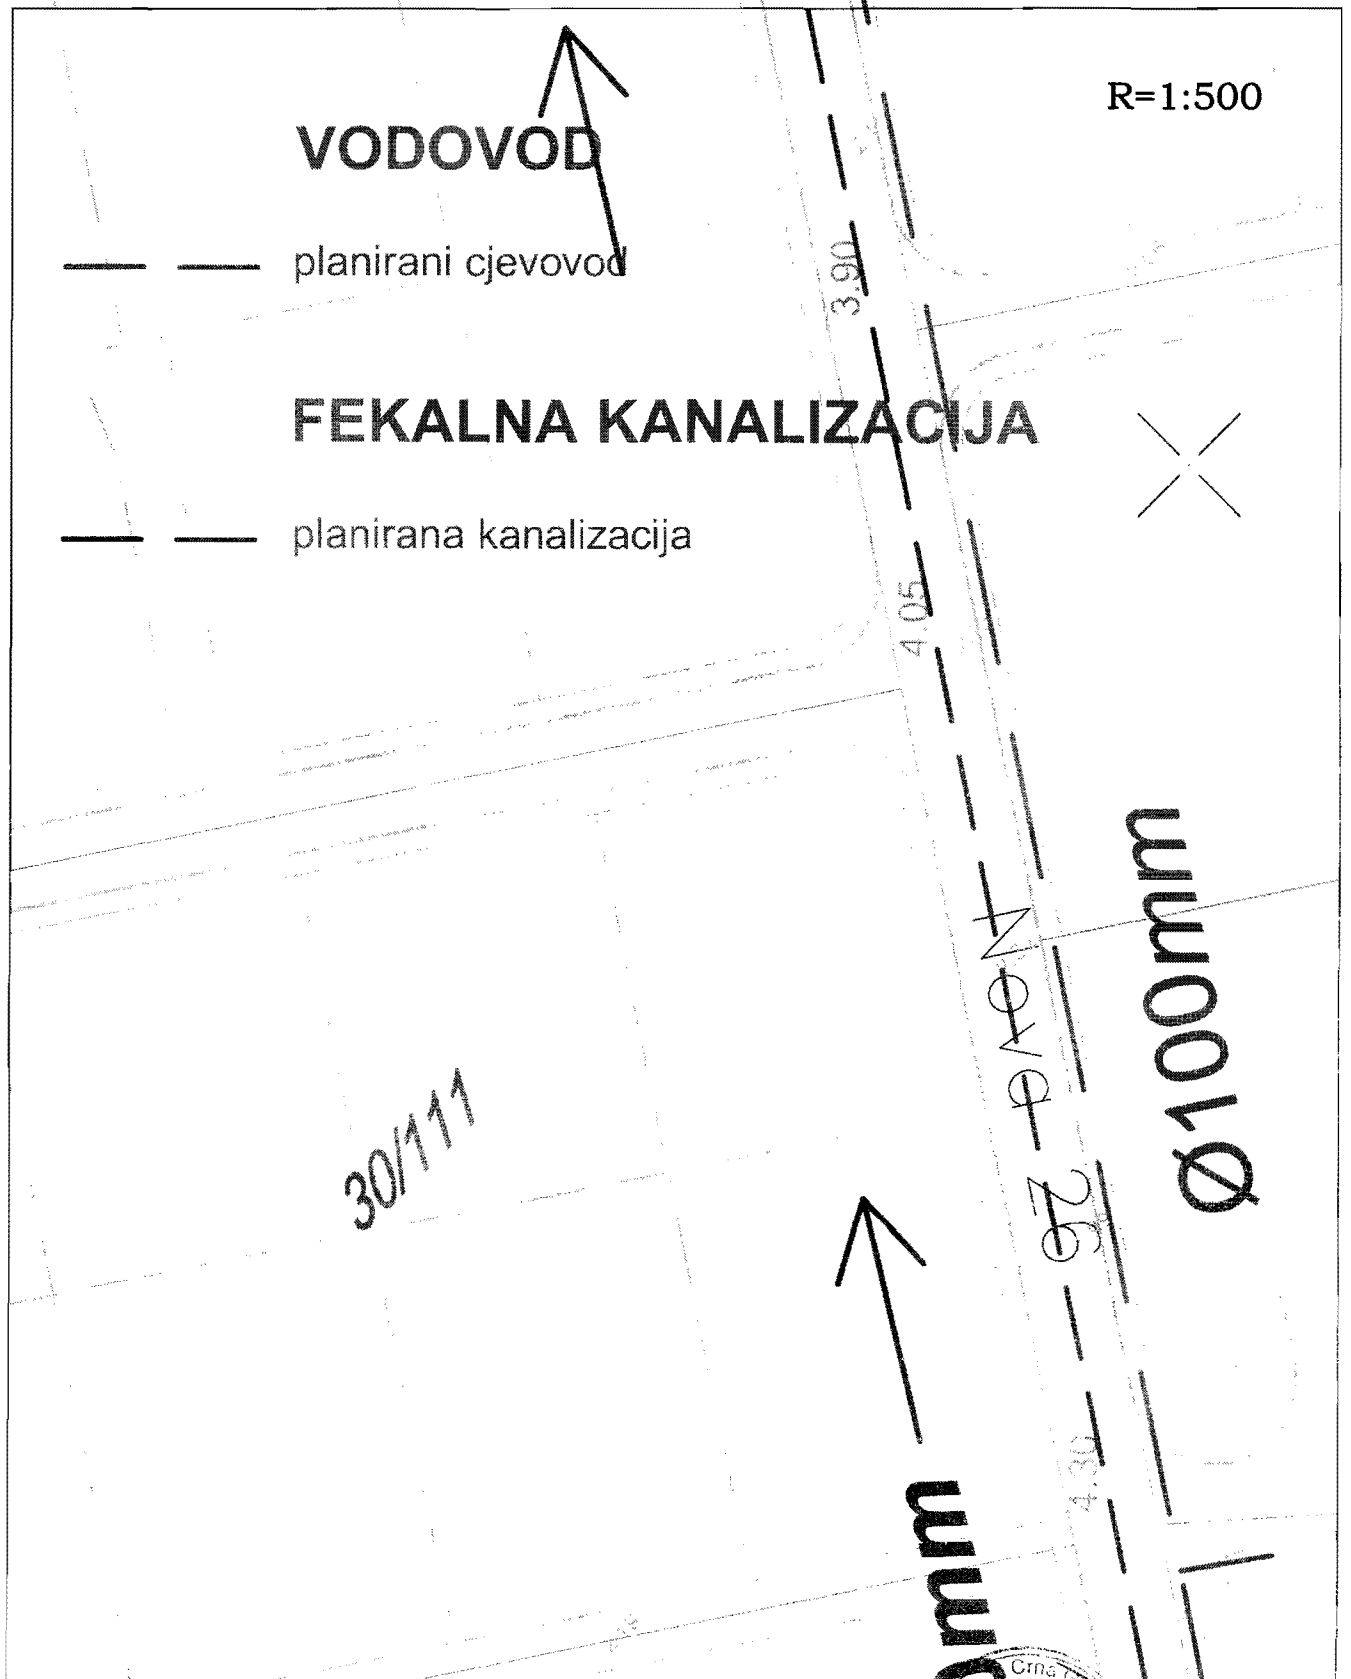 R=1:500
VODOVOD
planirani cjevovod
3.90
FEKALNA KANALIZACIJA
planirana kanalizacija
4.05
Ø100mm
Nova 26
30/111
4.30
mm
Crna